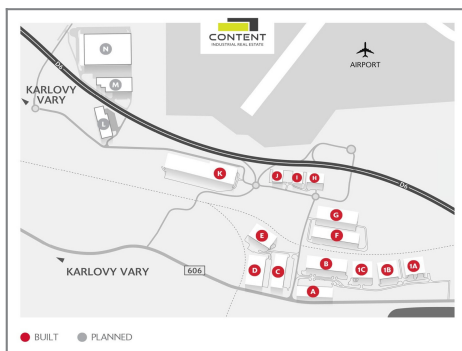 CONTENT
INDUSTRIAL REAL ESTATE
AIRPORT
N
M
D6
KARLOVY
VARY
L
K
J
I
H
D6
G
F
E
B
D
C
1C
1B
1A
A
KARLOVY VARY
606
BUILT
PLANNED